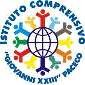 ISTITUTO COMPRENSIVO
"GIOVANNI XXIII" PACECO